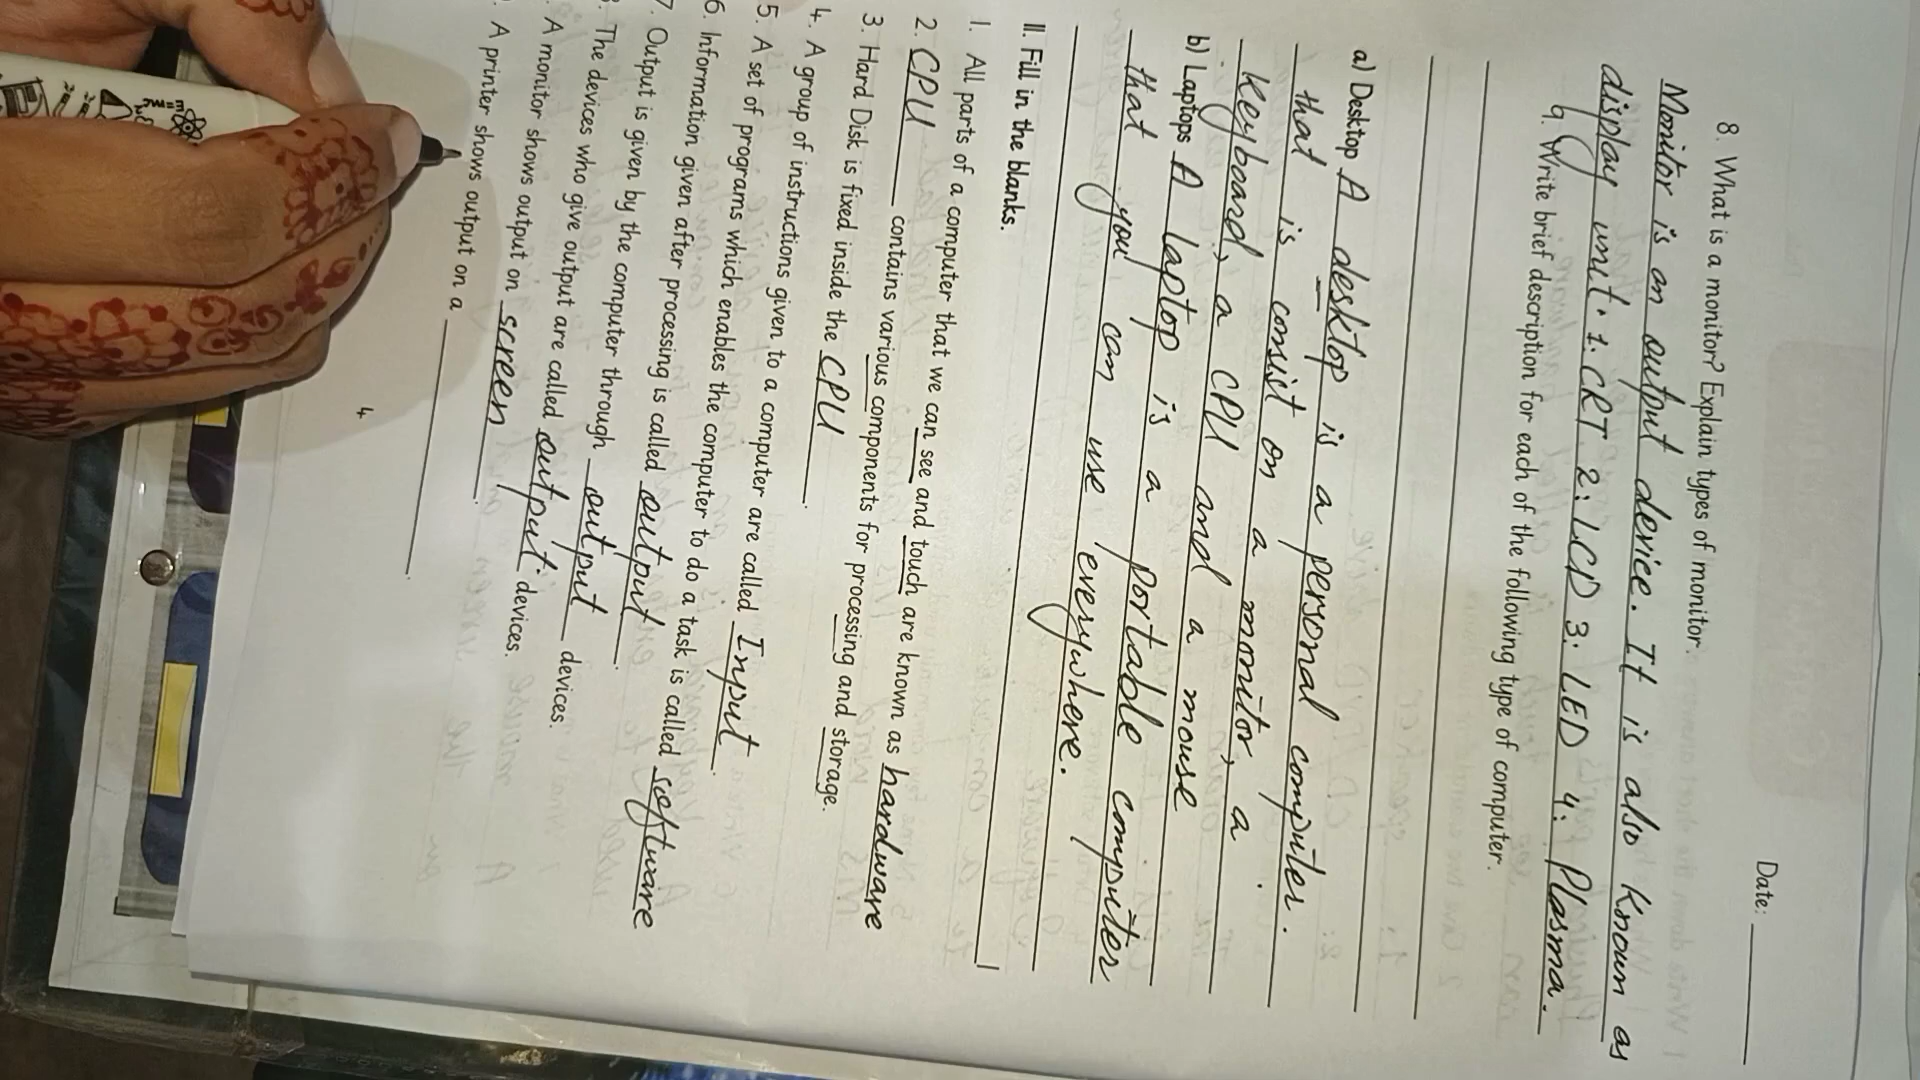 Date:
8. What is a monitor? Explain types of monitor.
Monitor is an output device. It is also known as
display unit. 1. CRT 2. LCD 3. LED 4. Plasma.
9. Write brief description for each of the following type of computer.
a) Desktop A desktop is a personal computer.
that is consist on a monitor, a
keyboard, a CPU and a mouse
b) Laptops A laptop is a portable computer
that you can use everywhere.
II. Fill in the blanks.
1. All parts of a computer that we can see and touch are known as hardware
2. CPU contains various components for processing and storage.
3. Hard Disk is fixed inside the CPU.
4. A group of instructions given to a computer are called Input.
5. A set of programs which enables the computer to do a task is called software
6. Information given after processing is called output.
7. Output is given by the computer through output devices.
. The devices who give output are called output devices.
. A monitor shows output on screen.
. A printer shows output on a .
4
E=mc²